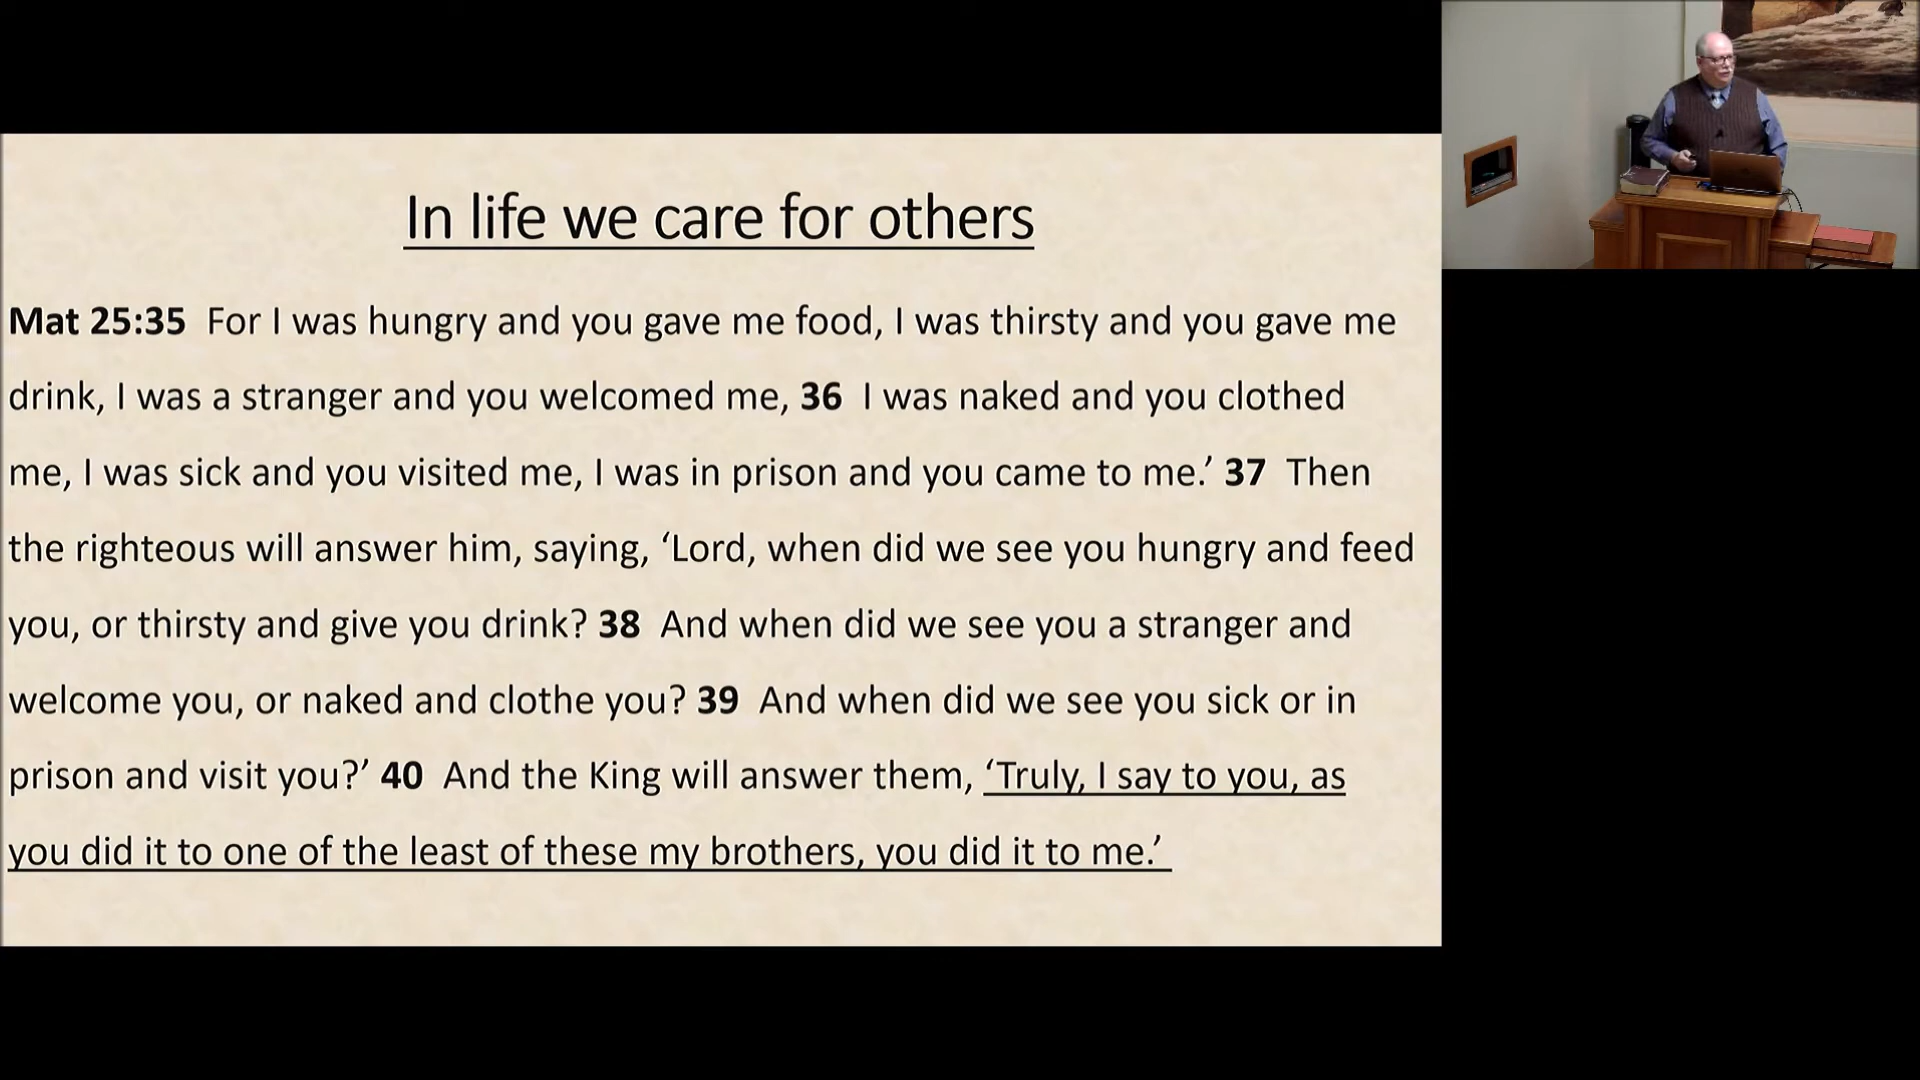 In life we care for others
Mat 25:35 For I was hungry and you gave me food, I was thirsty and you gave me
drink, I was a stranger and you welcomed me, 36 I was naked and you clothed
me, I was sick and you visited me, I was in prison and you came to me.’ 37 Then
the righteous will answer him, saying, ‘Lord, when did we see you hungry and feed
you, or thirsty and give you drink? 38 And when did we see you a stranger and
welcome you, or naked and clothe you? 39 And when did we see you sick or in
prison and visit you?’ 40 And the King will answer them, ‘Truly, I say to you, as
you did it to one of the least of these my brothers, you did it to me.’